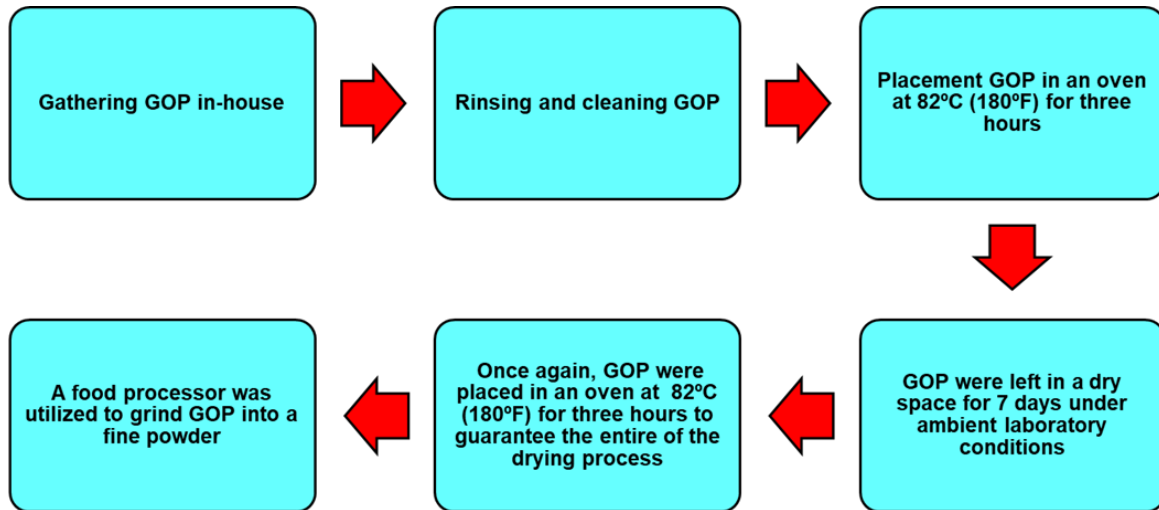 Gathering GOP in-house
Rinsing and cleaning GOP
Placement GOP in an oven
at 82ºC (180ºF) for three
hours
GOP were left in a dry
space for 7 days under
ambient laboratory
conditions
Once again, GOP were
placed in an oven at  82ºC
(180ºF) for three hours to
guarantee the entire of the
drying process
A food processor was
utilized to grind GOP into a
fine powder